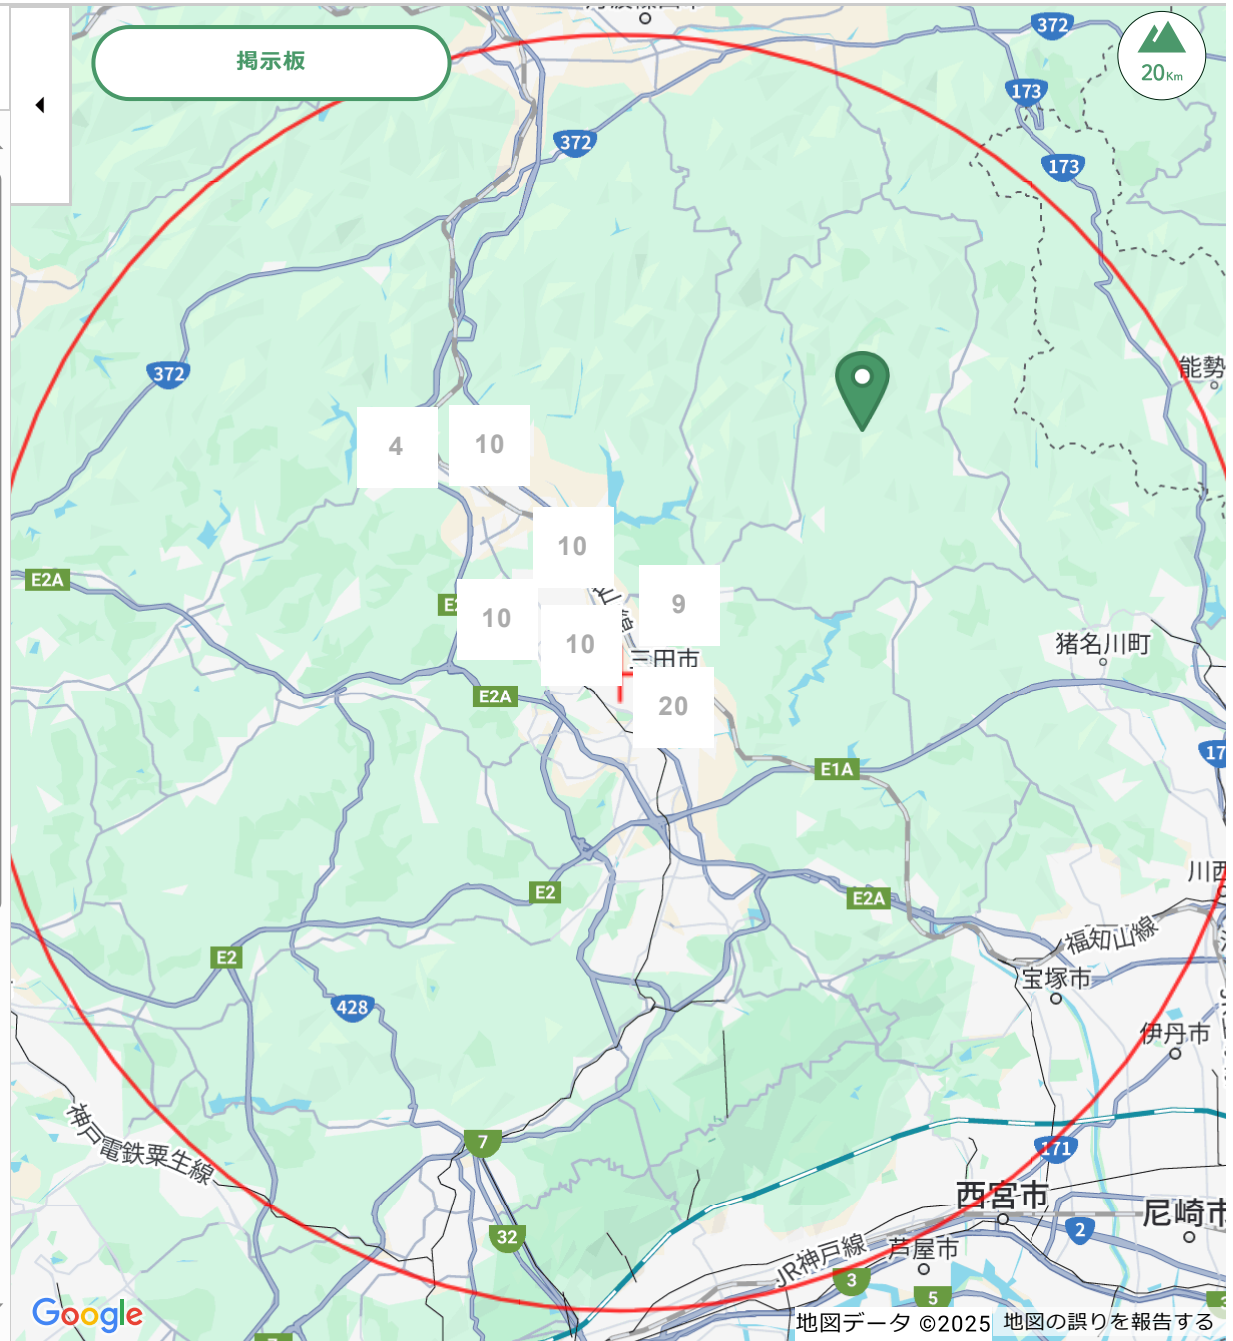 372
掲示板
20Km
173
372
173
372
能勢
4
10
10
E2A
10
9
10
三田市
猪名川町
E2A
20
17
E1A
川西
E2
E2A
福知山線
E2
宝塚市
428
伊丹市
神戸電鉄粟生線
7
171
西宮市
尼崎市
32
2
芦屋市
JR神戸線
3
5
Google
地図データ ©2025
地図の誤りを報告する